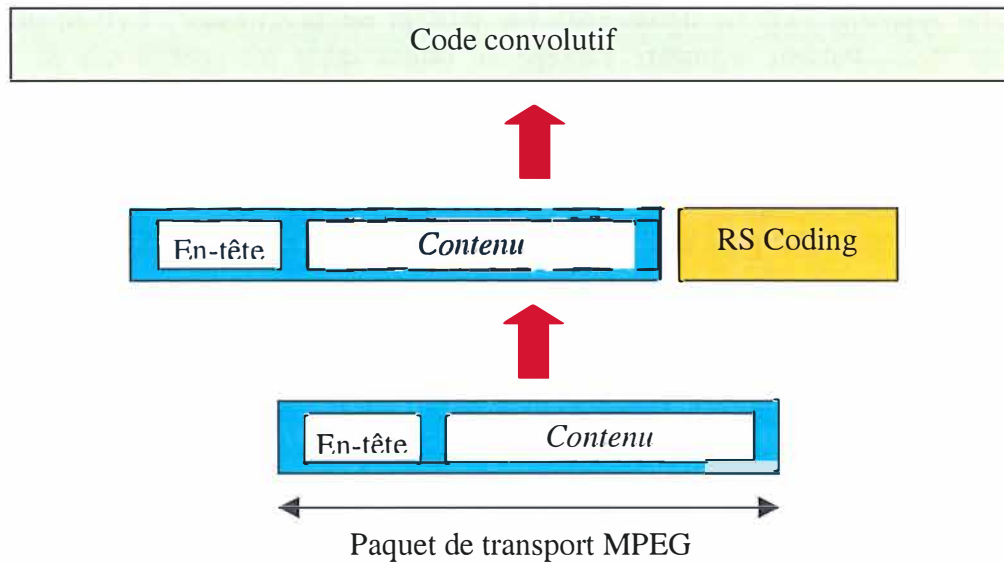 Code convolutif
En-tête
Contenu
RS Coding
En-tête
Contenu
Paquet de transport MPEG